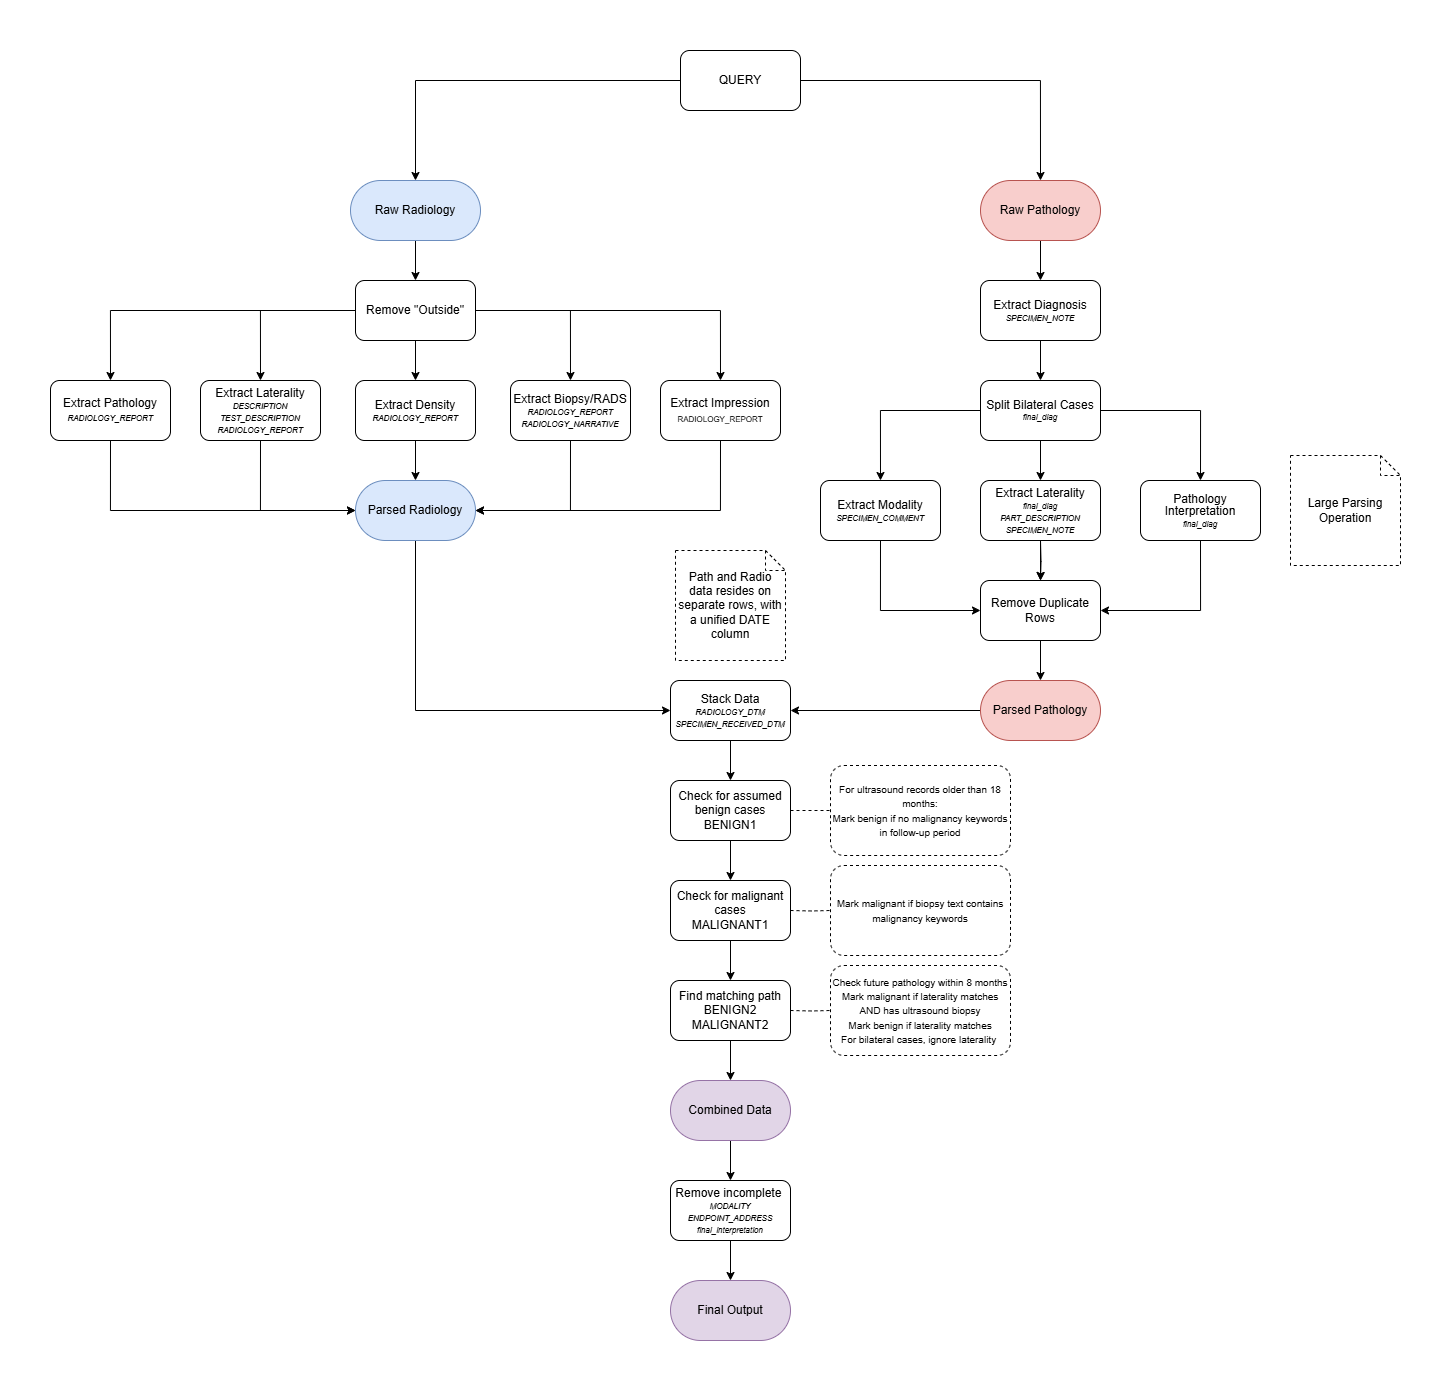 QUERY
Raw Radiology
Raw Pathology
Remove "Outside"
Extract Diagnosis
SPECIMEN_NOTE
Extract Pathology
RADIOLOGY_REPORT
Extract Laterality
DESCRIPTION
TEST_DESCRIPTION
RADIOLOGY_REPORT
Extract Density
RADIOLOGY_REPORT
Extract Biopsy/RADS
RADIOLOGY_REPORT
RADIOLOGY_NARRATIVE
Extract Impression
RADIOLOGY_REPORT
Split Bilateral Cases
final_diag
Parsed Radiology
Extract Modality
SPECIMEN_COMMENT
Extract Laterality
final_diag
PART_DESCRIPTION
SPECIMEN_NOTE
Pathology
Interpretation
final_diag
Large Parsing
Operation
Path and Radio
data resides on
separate rows, with
a unified DATE
column
Remove Duplicate
Rows
Stack Data
RADIOLOGY_DTM
SPECIMEN_RECEIVED_DTM
Parsed Pathology
Check for assumed
benign cases
BENIGN1
For ultrasound records older than 18
months:
Mark benign if no malignancy keywords
in follow-up period
Check for malignant
cases
MALIGNANT1
Mark malignant if biopsy text contains
malignancy keywords
Find matching path
BENIGN2
MALIGNANT2
Check future pathology within 8 months
Mark malignant if laterality matches
AND has ultrasound biopsy
Mark benign if laterality matches
For bilateral cases, ignore laterality
Combined Data
Remove incomplete
MODALITY
ENDPOINT_ADDRESS
final_interpretation
Final Output